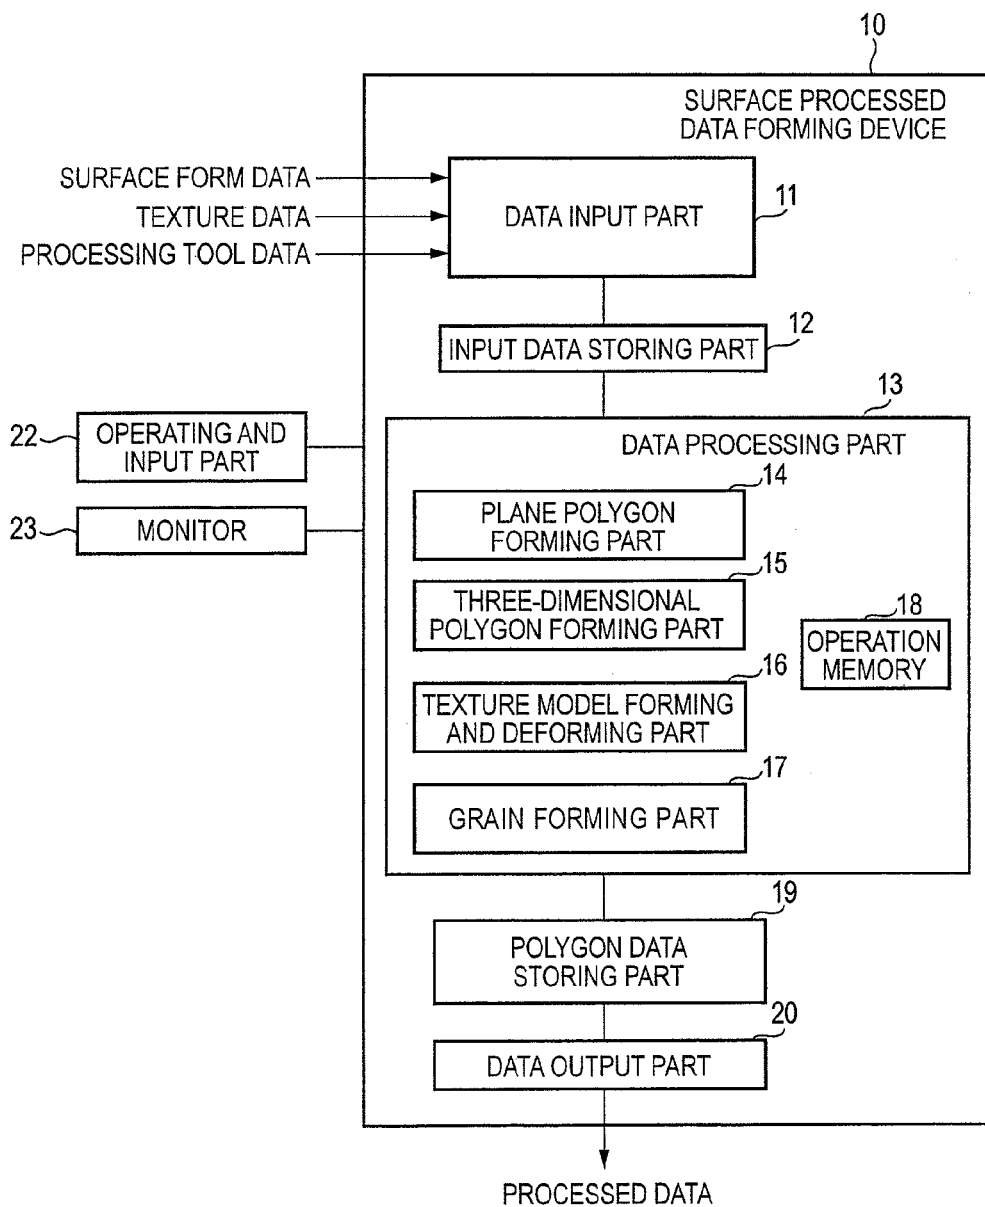 10
SURFACE PROCESSED
DATA FORMING DEVICE
SURFACE FORM DATA
TEXTURE DATA
PROCESSING TOOL DATA
DATA INPUT PART
11
INPUT DATA STORING PART
12
13
DATA PROCESSING PART
22
OPERATING AND
INPUT PART
23
MONITOR
14
PLANE POLYGON
FORMING PART
15
THREE-DIMENSIONAL
POLYGON FORMING PART
18
OPERATION
MEMORY
16
TEXTURE MODEL FORMING
AND DEFORMING PART
17
GRAIN FORMING PART
19
POLYGON DATA
STORING PART
20
DATA OUTPUT PART
PROCESSED DATA